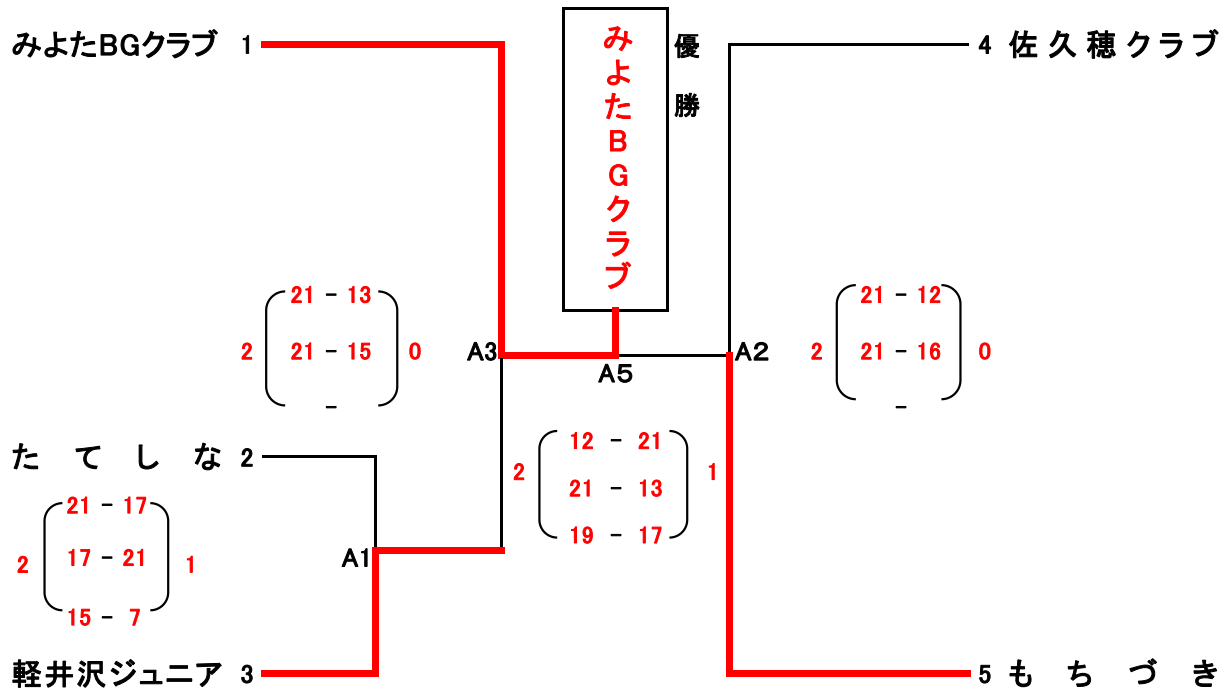 みよたBGクラブ 1
みよたBGクラブ
優勝
4 佐久穂クラブ
21 - 13
2 21 - 15 0
-
A3
A5
A2
21 - 12
2 21 - 16 0
-
たてしな 2
12 - 21
2 21 - 13 1
19 - 17
21 - 17
2 17 - 21 1
15 - 7
A1
軽井沢ジュニア 3
5 もちづき